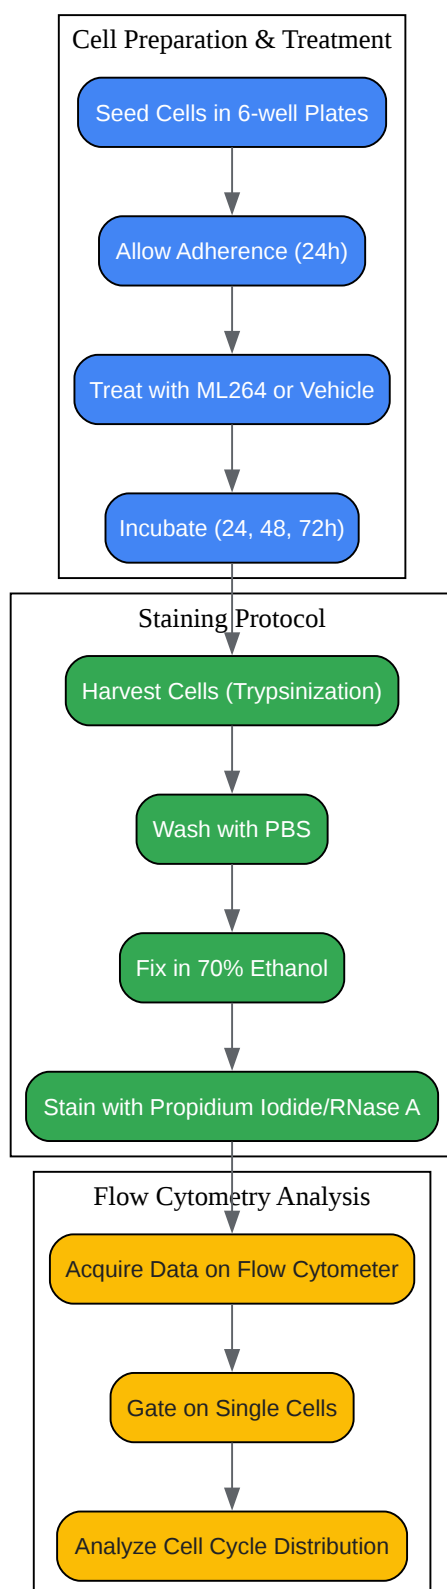 Cell Preparation & Treatment
Seed Cells in 6-well Plates
Allow Adherence (24h)
Treat with ML264 or Vehicle
Incubate (24, 48, 72h)
Staining Protocol
Harvest Cells (Trypsinization)
Wash with PBS
Fix in 70% Ethanol
Stain with Propidium Iodide/RNase A
Flow Cytometry Analysis
Acquire Data on Flow Cytometer
Gate on Single Cells
Analyze Cell Cycle Distribution